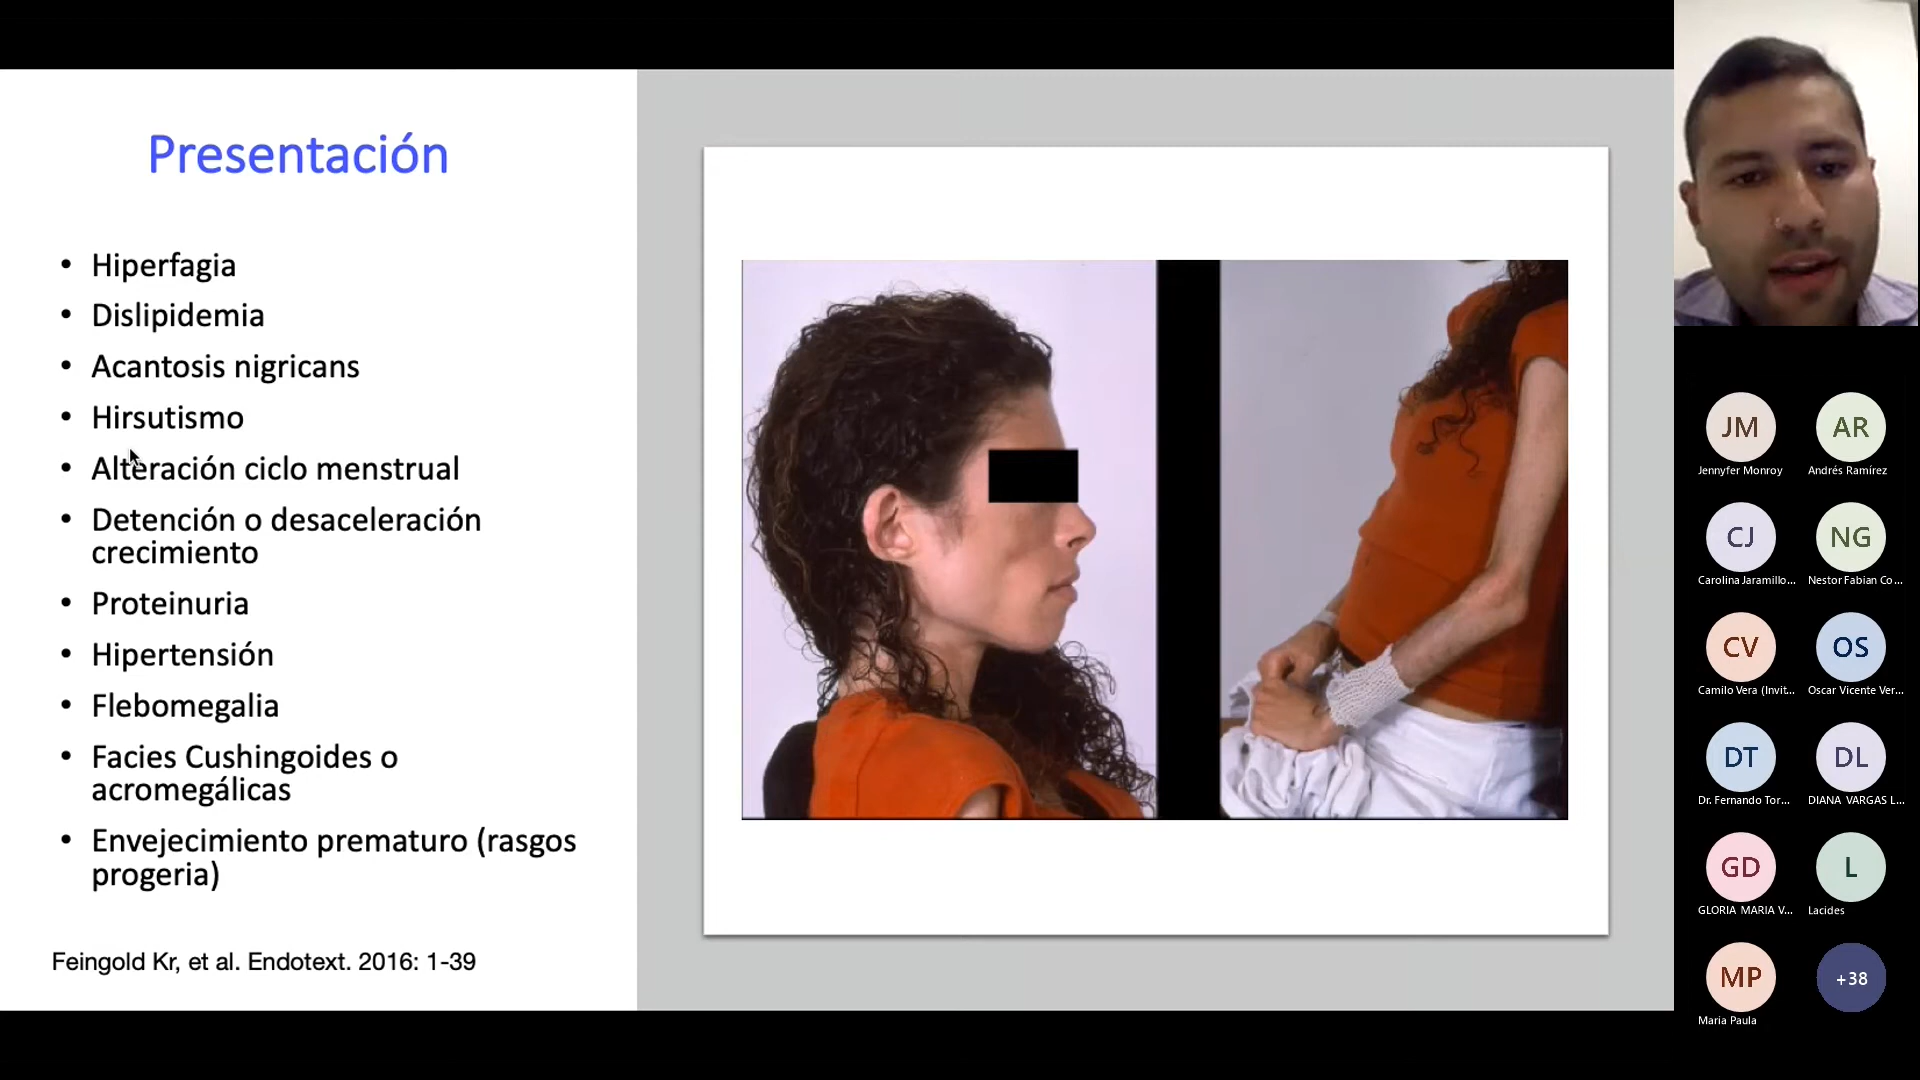 Presentación
• Hiperfagia
• Dislipidemia
• Acantosis nigricans
• Hirsutismo
• Alteración ciclo menstrual
• Detención o desaceleración
crecimiento
• Proteinuria
• Hipertensión
• Flebomegalia
• Facies Cushingoides o
acromegálicas
• Envejecimiento prematuro (rasgos
progeria)
Feingold Kr, et al. Endotext. 2016: 1-39
JM
Jennyfer Monroy
AR
Andrés Ramírez
CJ
Carolina Jaramillo...
NG
Nestor Fabian Co...
CV
Camilo Vera (Invit...
OS
Oscar Vicente Ver...
DT
Dr. Fernando Tor...
DL
DIANA VARGAS L...
GD
GLORIA MARIA V...
L
Lacides
MP
Maria Paula
+38